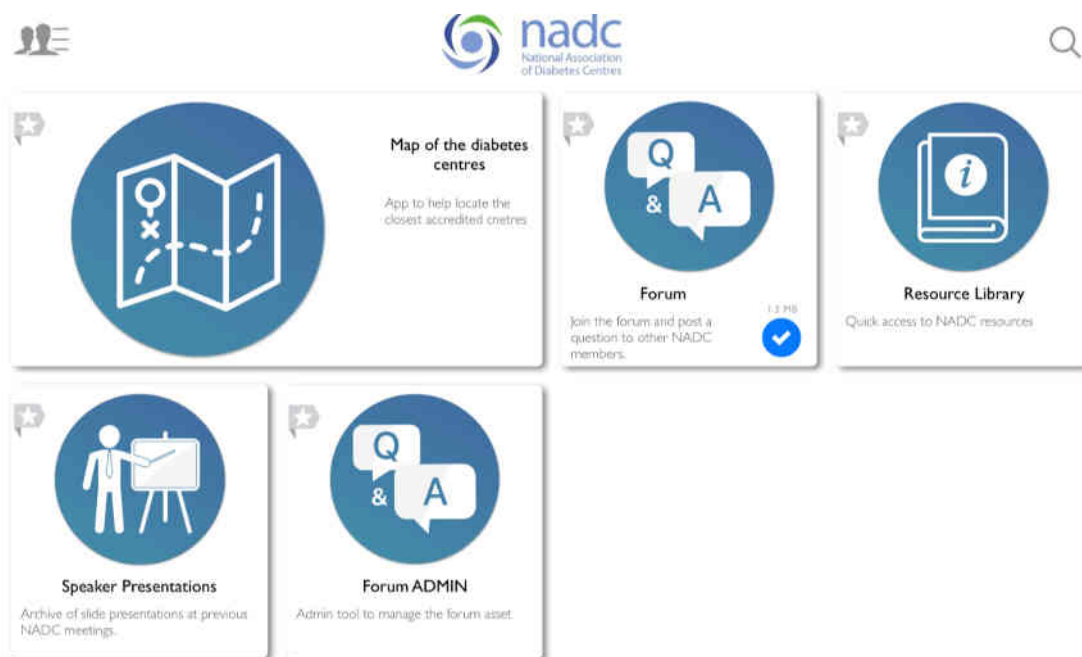 nadc
National Association
of Diabetes Centres
Map of the diabetes
centres
App to help locate the
closest accredited cnetres
Q
&
A
Forum
1.5 MB
Join the forum and post a
question to other NADC
members.
i
Resource Library
Quick access to NADC resources
Speaker Presentations
Archive of slide presentations at previous
NADC meetings.
Q
&
A
Forum ADMIN
Admin tool to manage the forum asset.